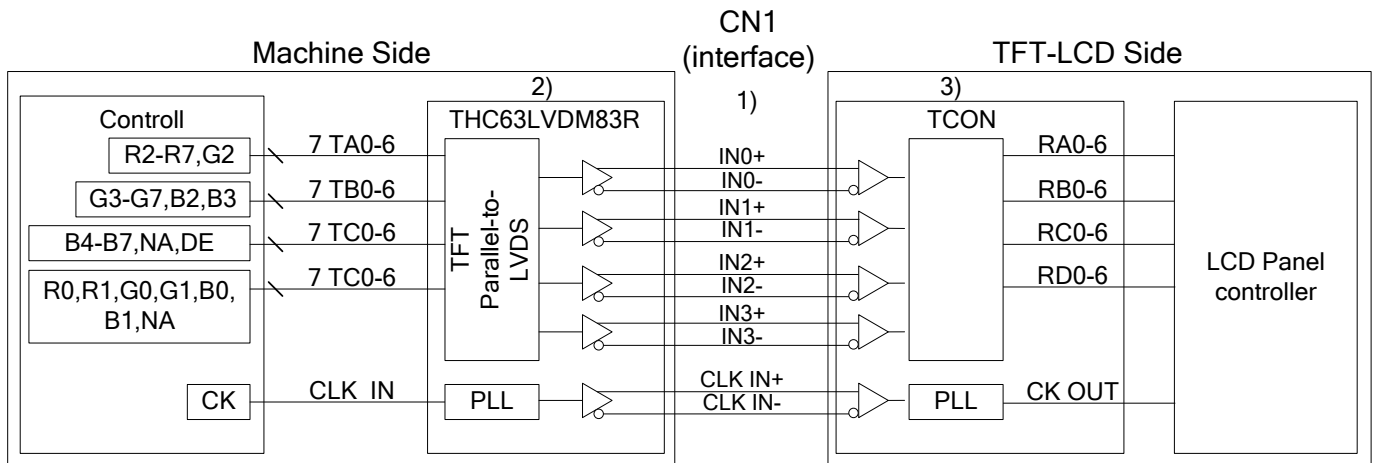 CN1
(interface)
Machine Side
TFT-LCD Side
1)
2)
3)
Controll
THC63LVDM83R
TCON
R2-R7,G2
7 TA0-6
IN0+
IN0-
RA0-6
G3-G7,B2,B3
7 TB0-6
IN1+
IN1-
RB0-6
B4-B7,NA,DE
7 TC0-6
IN2+
IN2-
RC0-6
R0,R1,G0,G1,B0,
B1,NA
7 TC0-6
IN3+
IN3-
RD0-6
TFT
Parallel-to-
LVDS
LCD Panel
controller
CK
CLK IN
PLL
CLK IN+
CLK IN-
PLL
CK OUT